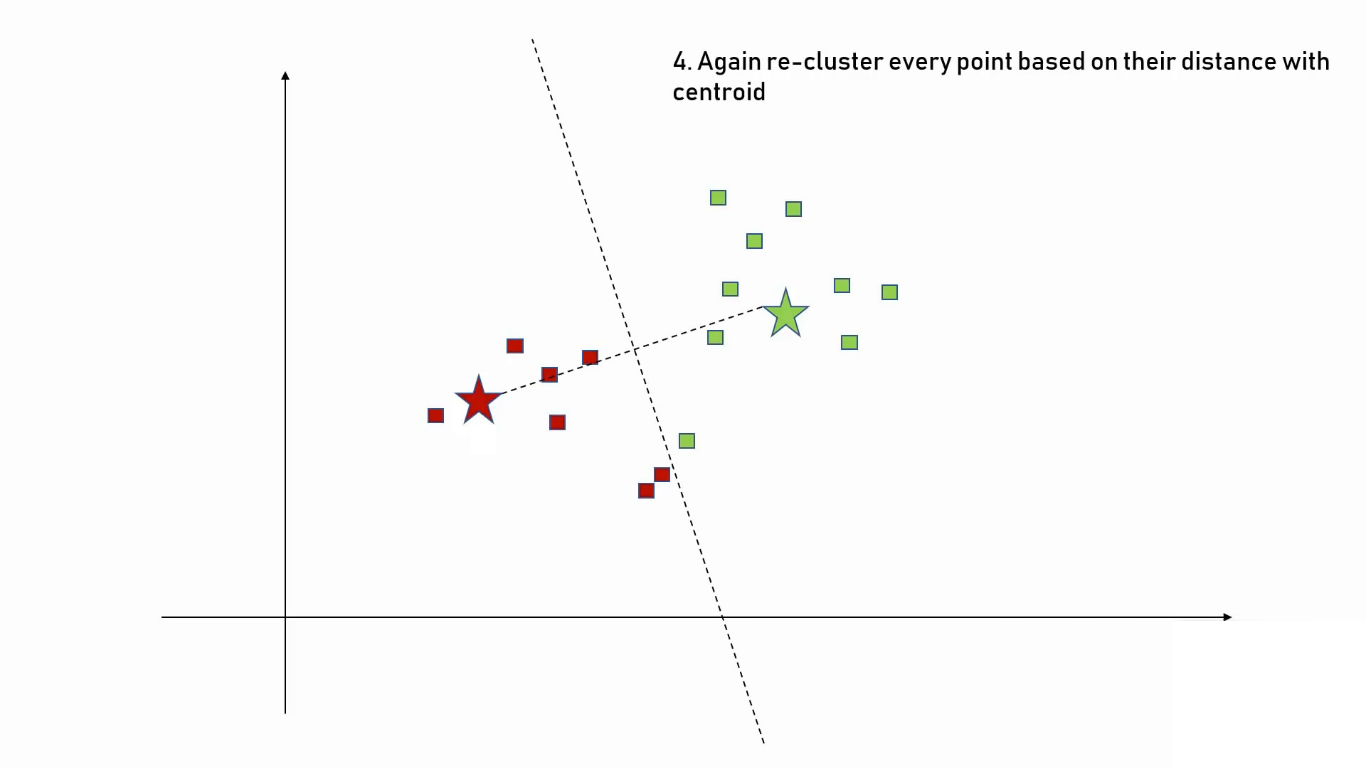 4. Again re-cluster every point based on their distance with
centroid